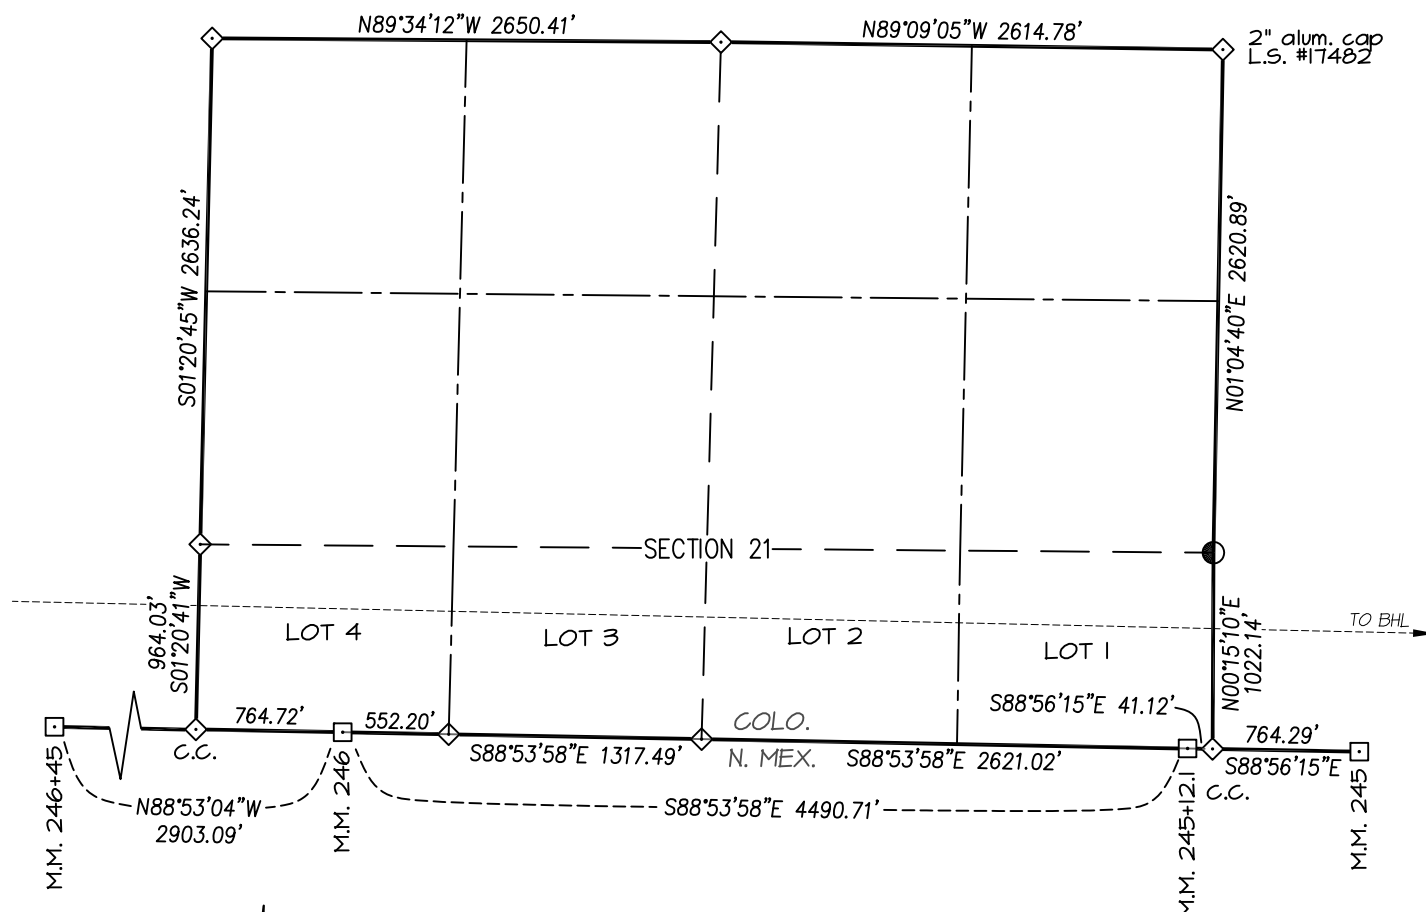 N89°34'12"W 2650.41'
N89°09'05"W 2614.78'
2" alum. cap
L.S. #17482
S01°20'45"W 2636.24'
N01°04'40"E 2620.89'
SECTION 21
964.03'
S01°20'41"W
LOT 4
LOT 3
LOT 2
LOT 1
N00°15'10"E
1022.14'
TO BHL
764.72'
552.20'
C.C.
S88°53'58"E 1317.49'
COLO.
N. MEX.
S88°53'58"E 2621.02'
S88°56'15"E 41.12'
764.29'
S88°56'15"E
C.C.
M.M. 246+45
N88°53'04"W
2903.09'
M.M. 246
S88°53'58"E 4490.71'
M.M. 245+12.1
M.M. 245